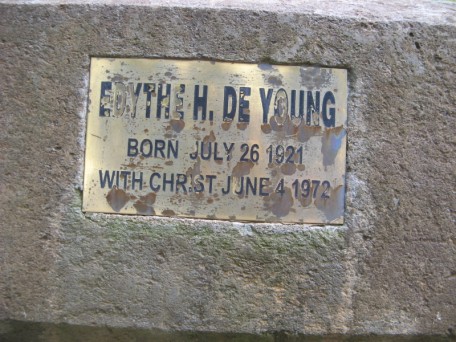 EDYTHE H. DE YOUNG
BORN JULY 26 1921
WITH CHRIST JUNE 4 1972